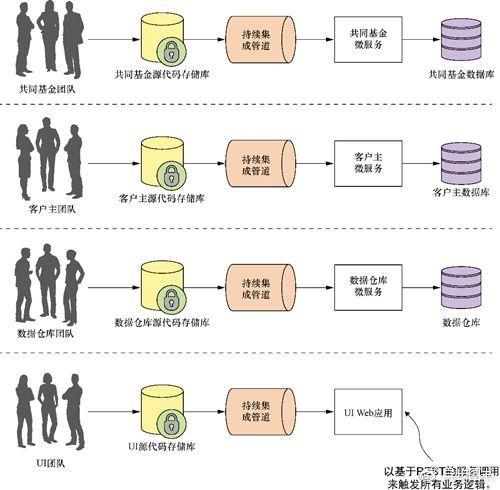 持续集
成管道
共同基金
微服务
共同基金团队
共同基金源代码存储库
共同基金数据库
持续集
成管道
客户主
微服务
客户主团队
客户主源代码存储库
客户主数据库
持续集
成管道
数据仓库
微服务
数据仓库团队
数据仓库源代码存储库
数据仓库
持续集
成管道
UI Web应用
UI团队
UI源代码存储库
以基于REST的服务调用
来触发所有业务逻辑。